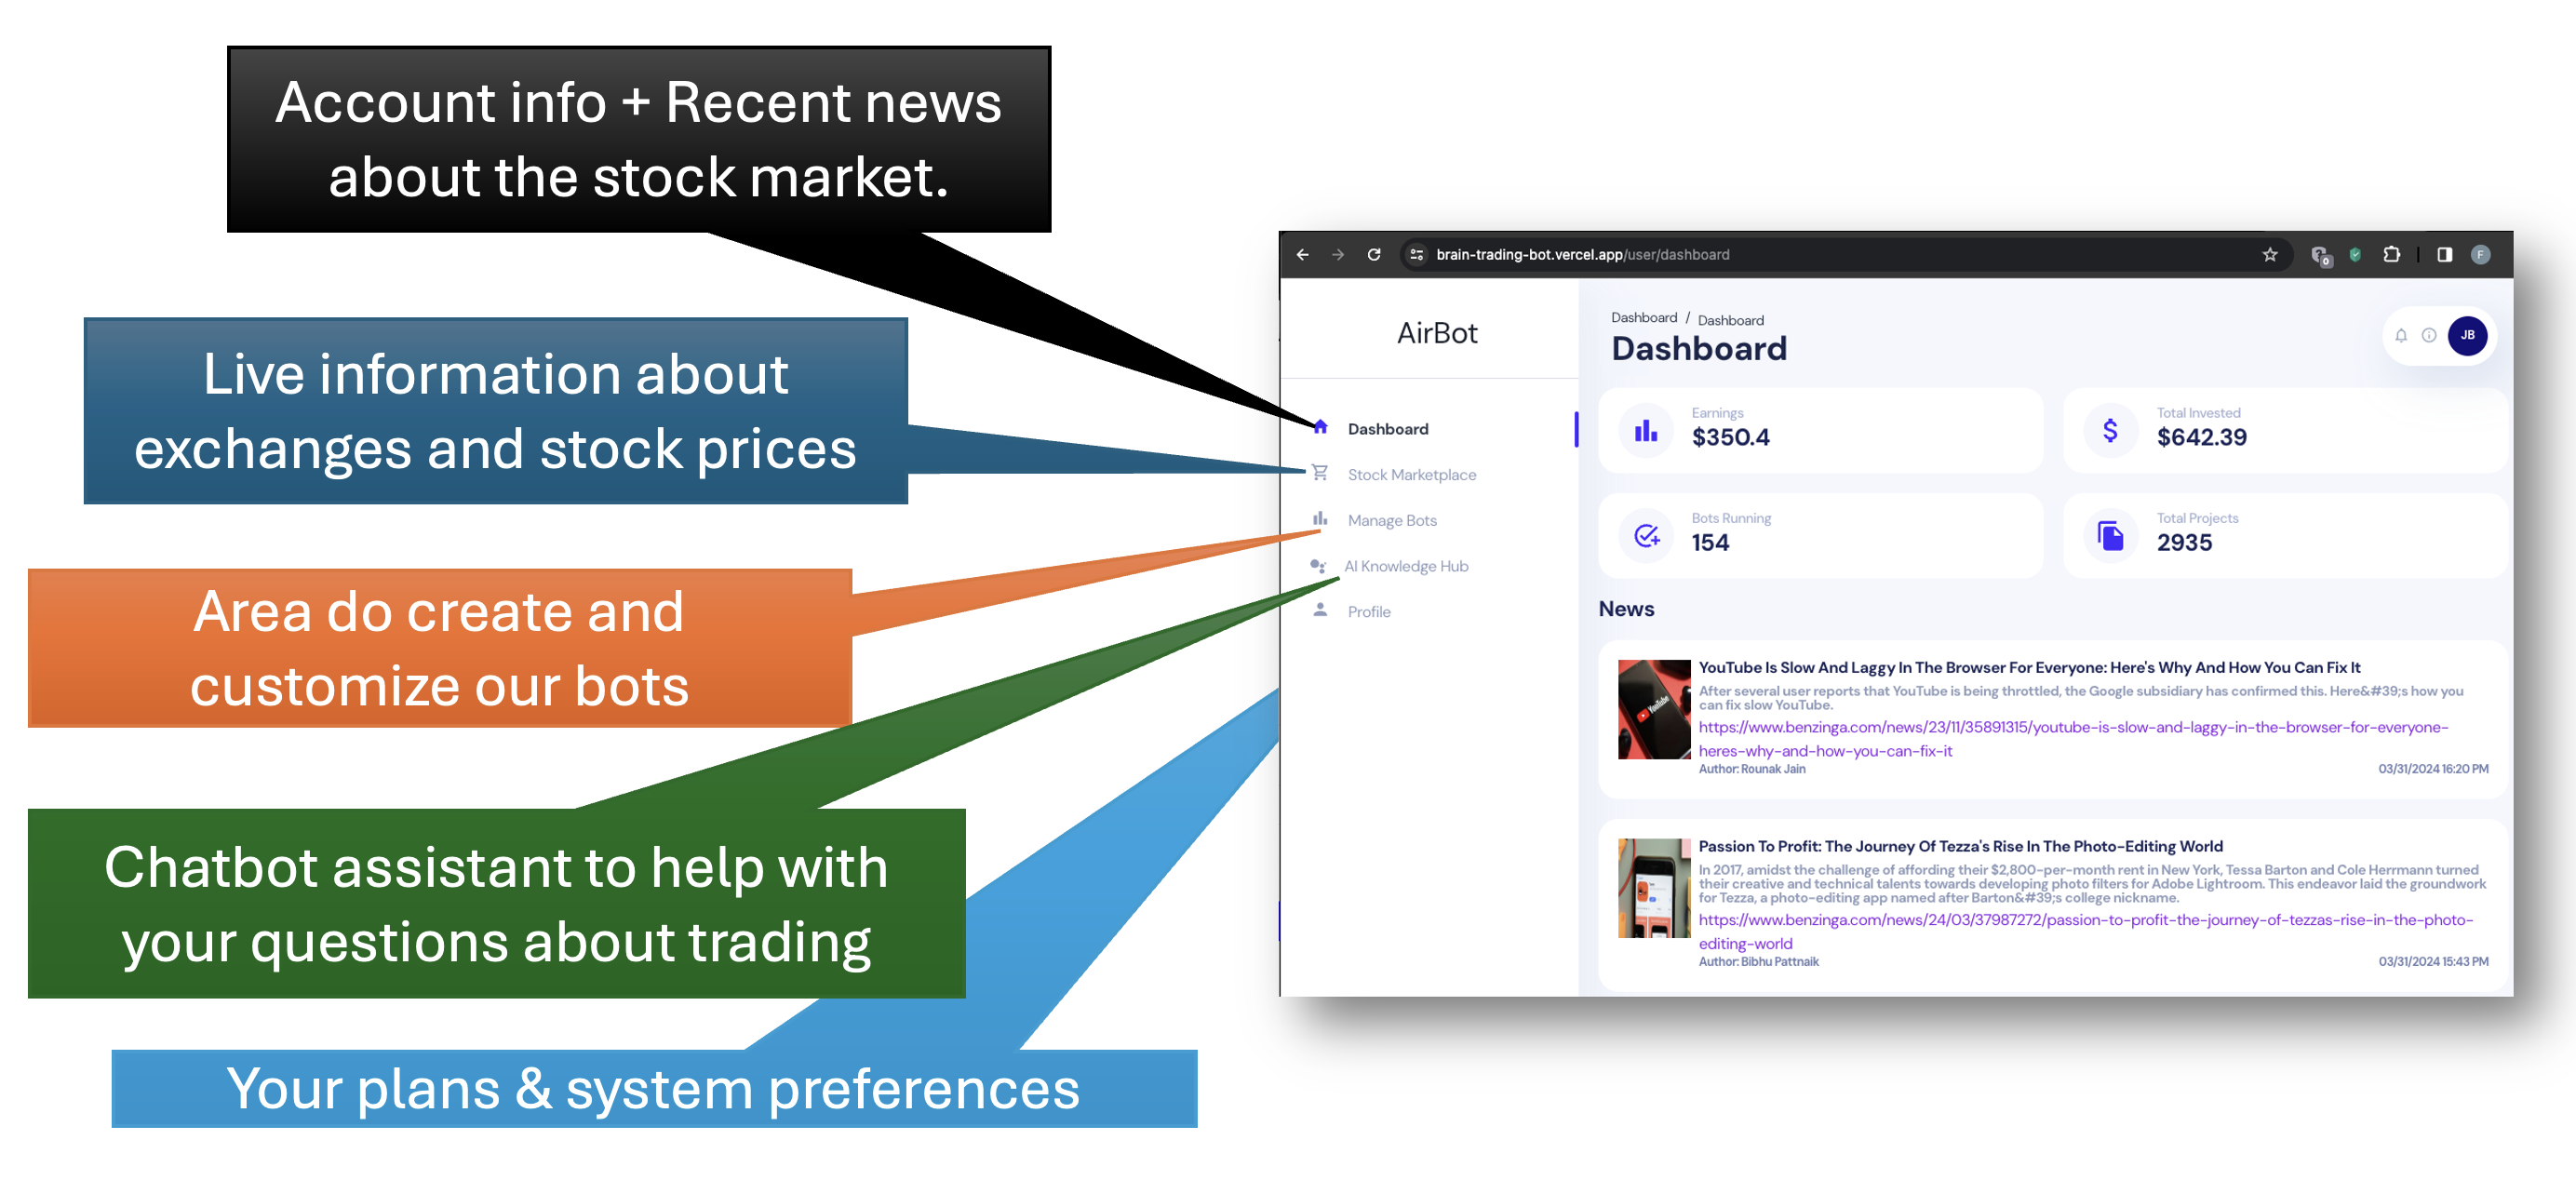 Account info + Recent news
about the stock market.
Live information about
exchanges and stock prices
Area do create and
customize our bots
Chatbot assistant to help with
your questions about trading
Your plans & system preferences
brain-trading-bot.vercel.app/user/dashboard
0
F
AirBot
Dashboard
Stock Marketplace
Manage Bots
AI Knowledge Hub
Profile
Dashboard / Dashboard
Dashboard
JB
Earnings
$350.4
Total Invested
$642.39
Bots Running
154
Total Projects
2935
News
YouTube
YouTube Is Slow And Laggy In The Browser For Everyone: Here's Why And How You Can Fix It
After several user reports that YouTube is being throttled, the Google subsidiary has confirmed this. Here&#39;s how you
can fix slow YouTube.
https://www.benzinga.com/news/23/11/35891315/youtube-is-slow-and-laggy-in-the-browser-for-everyone-
heres-why-and-how-you-can-fix-it
Author: Rounak Jain
03/31/2024 16:20 PM
Passion To Profit: The Journey Of Tezza's Rise In The Photo-Editing World
In 2017, amidst the challenge of affording their $2,800-per-month rent in New York, Tessa Barton and Cole Herrmann turned
their creative and technical talents towards developing photo filters for Adobe Lightroom. This endeavor laid the groundwork
for Tezza, a photo-editing app named after Barton&#39;s college nickname.
https://www.benzinga.com/news/24/03/37987272/passion-to-profit-the-journey-of-tezzas-rise-in-the-photo-
editing-world
Author: Bibhu Pattnaik
03/31/2024 15:43 PM